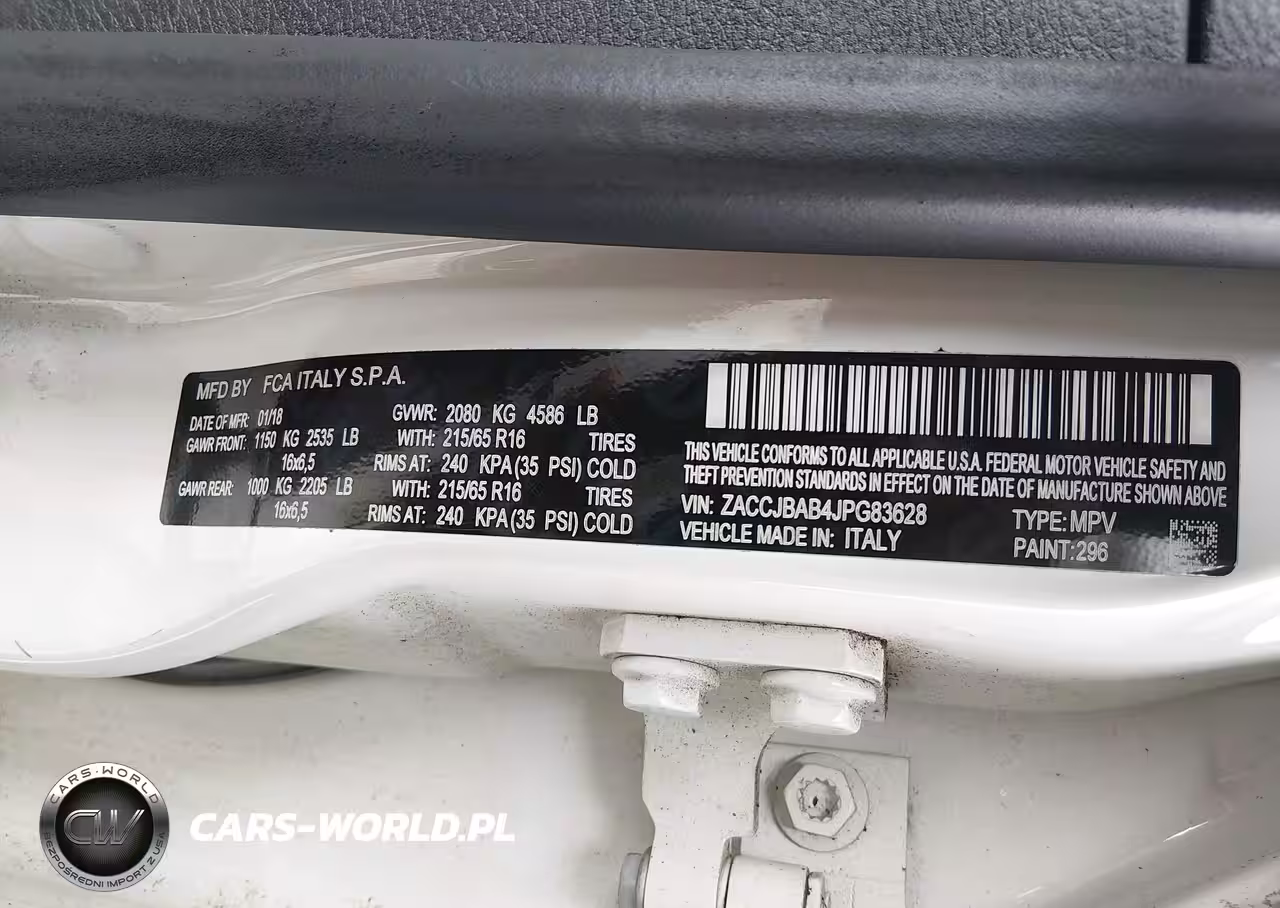 MFD BY FCA ITALY S.P.A.
DATE OF MFR: 01/18 GVWR: 2080 KG 4586 LB
GAWR FRONT: 1150 KG 2535 LB WITH: 215/65 R16 TIRES
16x6,5 RIMS AT: 240 KPA (35 PSI) COLD
GAWR REAR: 1000 KG 2205 LB WITH: 215/65 R16 TIRES
16x6,5 RIMS AT: 240 KPA (35 PSI) COLD
THIS VEHICLE CONFORMS TO ALL APPLICABLE U.S.A. FEDERAL MOTOR VEHICLE SAFETY AND
THEFT PREVENTION STANDARDS IN EFFECT ON THE DATE OF MANUFACTURE SHOWN ABOVE
VIN: ZACCJBAB4JPG83628 TYPE: MPV
VEHICLE MADE IN: ITALY PAINT: 296
CARS-WORLD
CW
BEZPOŚREDNI IMPORT Z USA
CARS-WORLD.PL